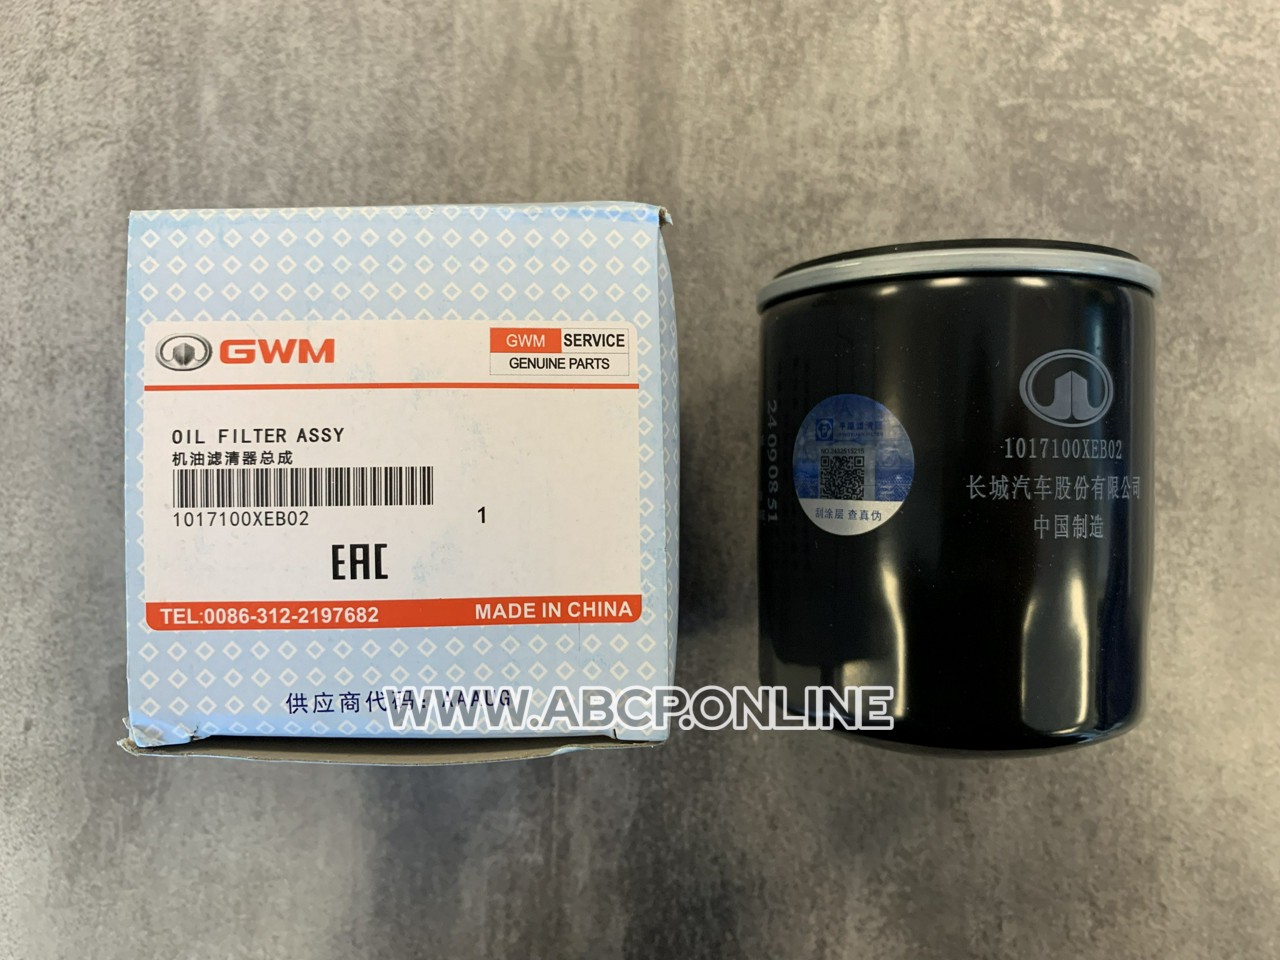 GWM
GWM SERVICE
GENUINE PARTS
OIL FILTER ASSY
机油滤清器总成
1017100XEB02
1
EAC
TEL:0086-312-2197682
MADE IN CHINA
供应商代码: AAAUG
WWW.ABCP.ONLINE
24090851
刮涂层 查真伪
1017100XEB02
长城汽车股份有限公司
中国制造